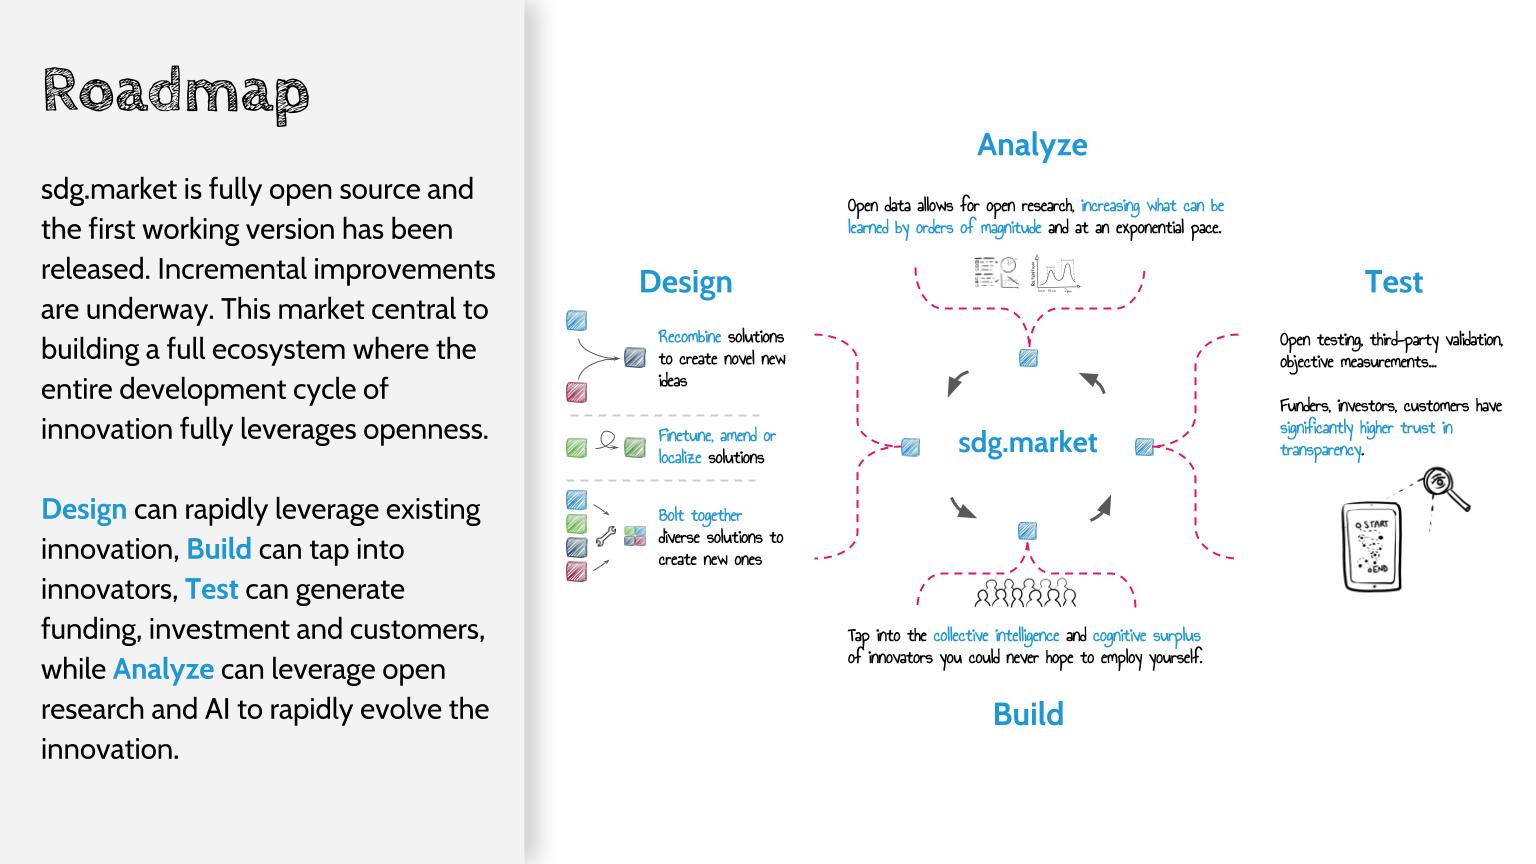 Roadmap
sdg.market is fully open source and
the first working version has been
released. Incremental improvements
are underway. This market central to
building a full ecosystem where the
entire development cycle of
innovation fully leverages openness.
Design can rapidly leverage existing
innovation, Build can tap into
innovators, Test can generate
funding, investment and customers,
while Analyze can leverage open
research and AI to rapidly evolve the
innovation.
Analyze
Open data allows for open research, increasing what can be
learned by orders of magnitude and at an exponential pace.
Design
Recombine solutions
to create novel new
ideas
Finetune, amend or
localize solutions
Bolt together
diverse solutions to
create new ones
sdg.market
Test
Open testing, third-party validation,
objective measurements...
Funders, investors, customers have
significantly higher trust in
transparency.
START
END
Tap into the collective intelligence and cognitive surplus
of innovators you could never hope to employ yourself.
Build